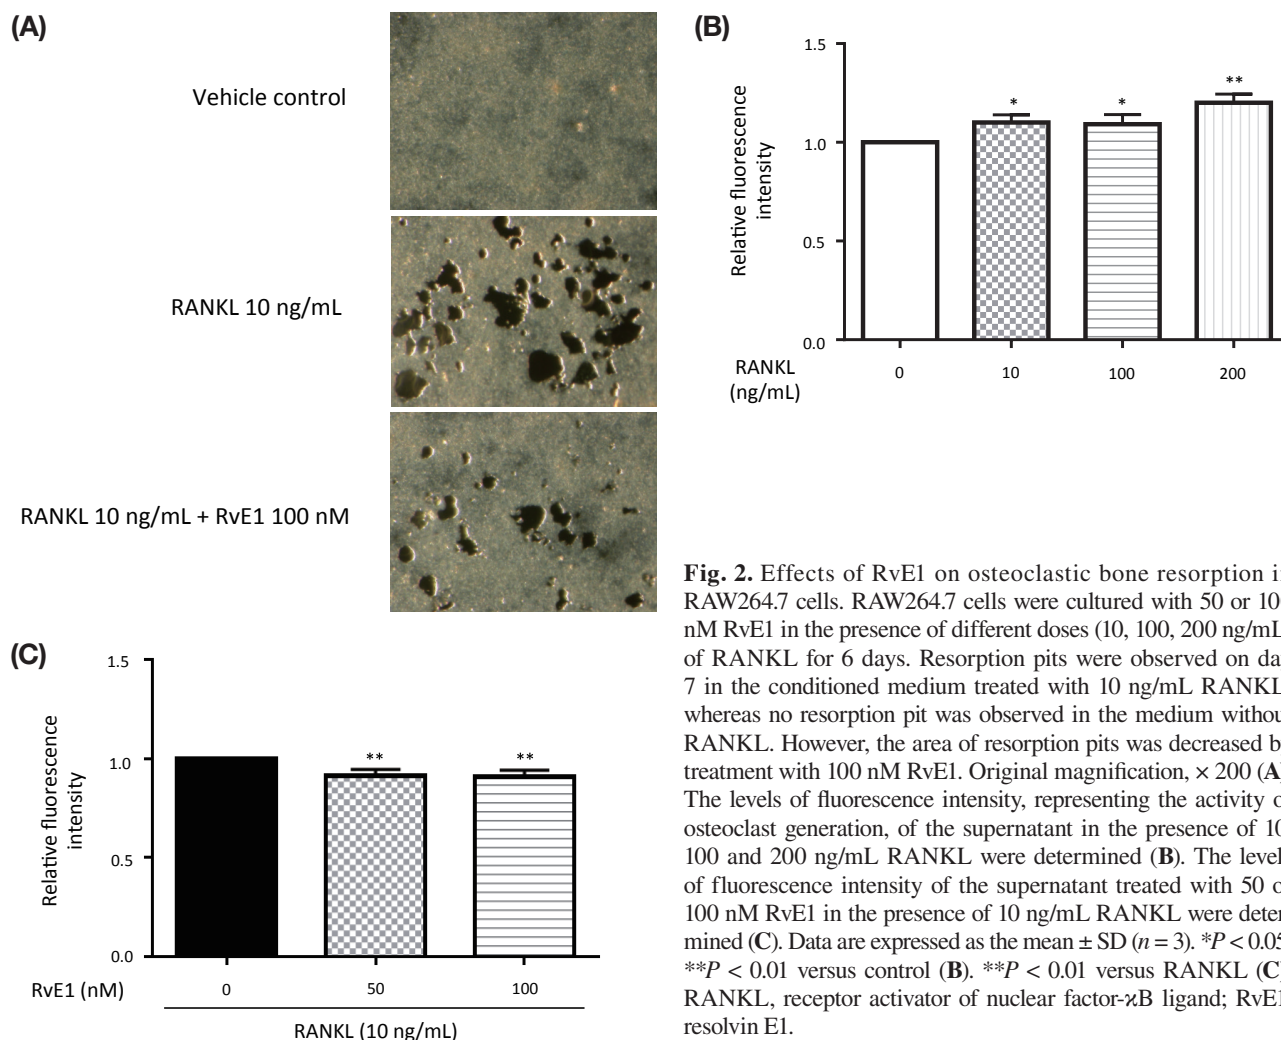 (A)
Vehicle control
RANKL 10 ng/mL
RANKL 10 ng/mL + RvE1 100 nM
(B)
Relative fluorescence
intensity
1.5
1.0
0.5
0.0
*
*
**
RANKL
(ng/mL)
0
10
100
200
(C)
Relative fluorescence
intensity
1.5
1.0
0.5
0.0
**
**
RvE1 (nM)
0
50
100
RANKL (10 ng/mL)
Fig. 2. Effects of RvE1 on osteoclastic bone resorption
RAW264.7 cells. RAW264.7 cells were cultured with 50 or
nM RvE1 in the presence of different doses (10, 100, 200 ng/mL
of RANKL for 6 days. Resorption pits were observed on
7 in the conditioned medium treated with 10 ng/mL RANKL
whereas no resorption pit was observed in the medium
RANKL. However, the area of resorption pits was decreased
treatment with 100 nM RvE1. Original magnification, × 200 (A
The levels of fluorescence intensity, representing the activity
osteoclast generation, of the supernatant in the presence of 10
100 and 200 ng/mL RANKL were determined (B). The level
of fluorescence intensity of the supernatant treated with 50
100 nM RvE1 in the presence of 10 ng/mL RANKL were deter
mined (C). Data are expressed as the mean ± SD (n = 3). *P < 0.05
**P < 0.01 versus control (B). **P < 0.01 versus RANKL (C
RANKL, receptor activator of nuclear factor-κB ligand; RvE1
resolvin E1.